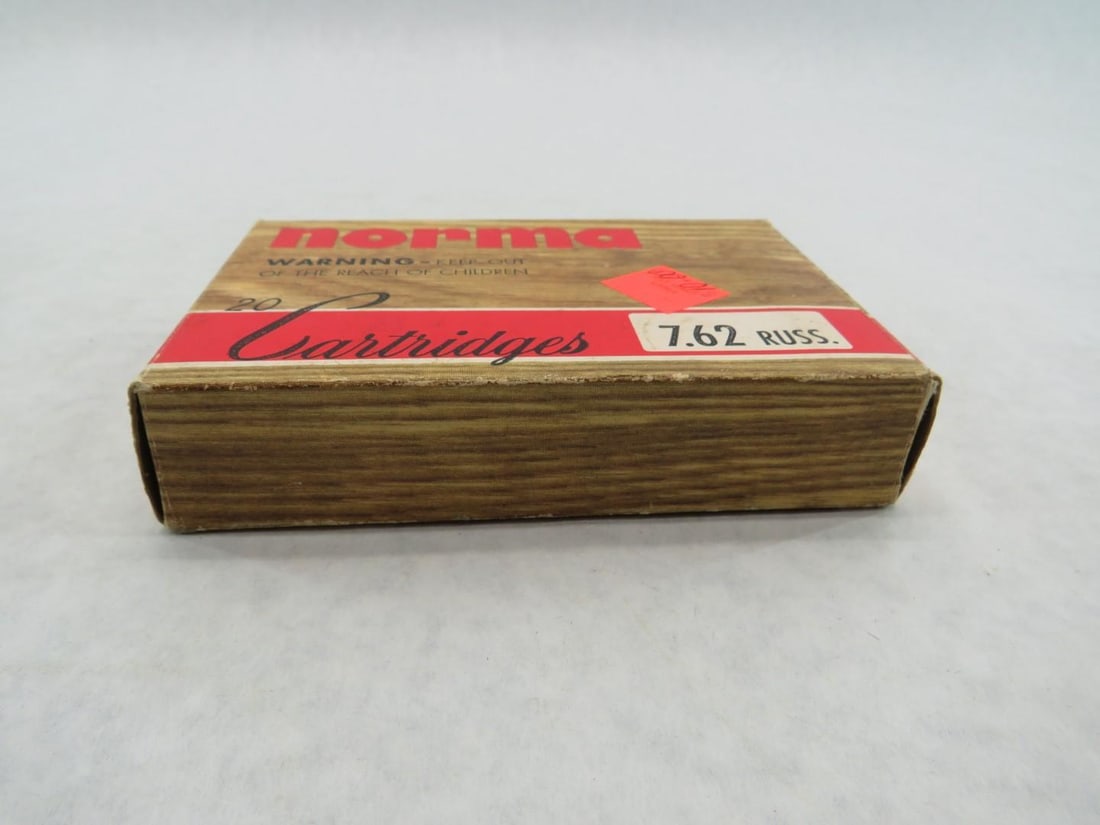 norma
WARNING - KEEP OUT
OF THE REACH OF CHILDREN
20 Cartridges
7.62 RUSS.